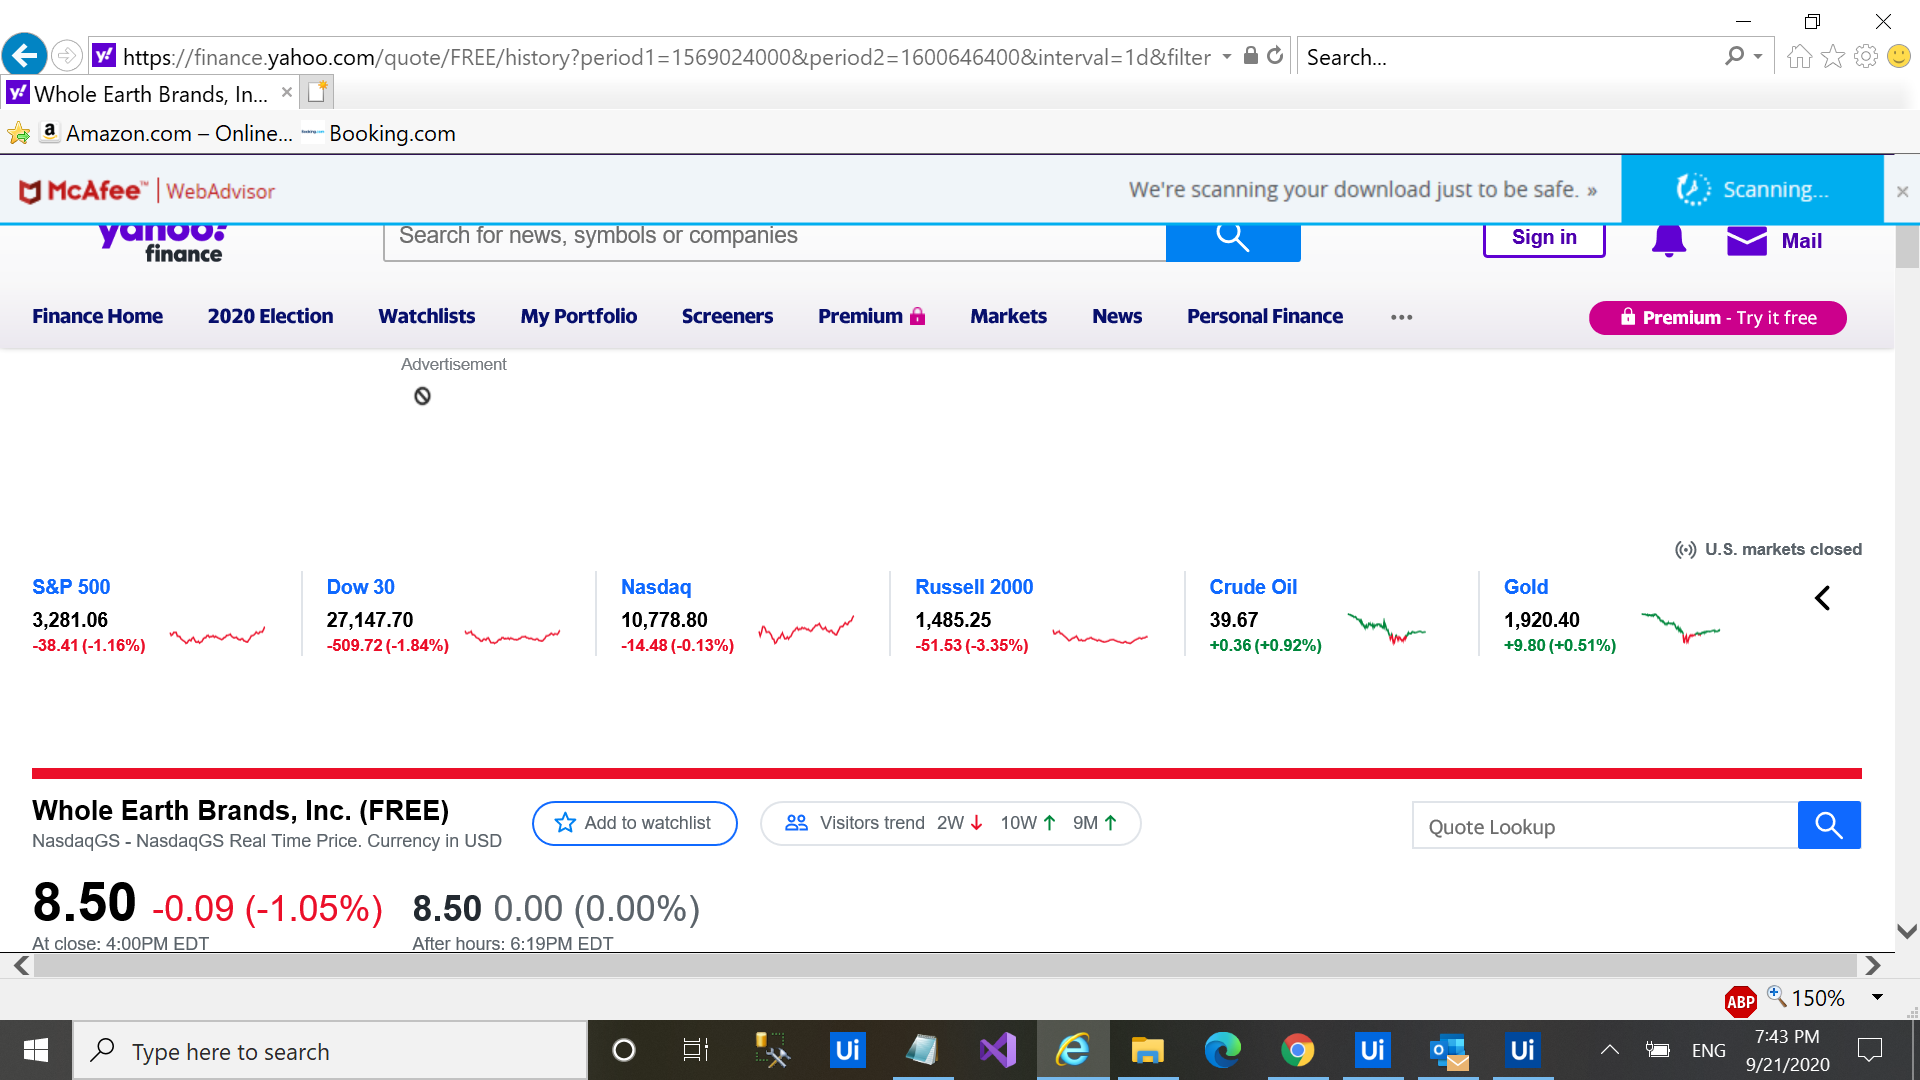 https://finance.yahoo.com/quote/FREE/history?period1=1569024000&period2=1600646400&interval=1d&filter
Search...
Whole Earth Brands, In...
Amazon.com – Online...
Booking.com
McAfee™ | WebAdvisor
We're scanning your download just to be safe. »
Scanning...
yahoo!
finance
Search for news, symbols or companies
Sign in
Mail
Finance Home
2020 Election
Watchlists
My Portfolio
Screeners
Premium
Markets
News
Personal Finance
Premium - Try it free
Advertisement
U.S. markets closed
S&P 500
3,281.06
-38.41 (-1.16%)
Dow 30
27,147.70
-509.72 (-1.84%)
Nasdaq
10,778.80
-14.48 (-0.13%)
Russell 2000
1,485.25
-51.53 (-3.35%)
Crude Oil
39.67
+0.36 (+0.92%)
Gold
1,920.40
+9.80 (+0.51%)
Whole Earth Brands, Inc. (FREE)
NasdaqGS - NasdaqGS Real Time Price. Currency in USD
Add to watchlist
Visitors trend 2W ↓ 10W ↑ 9M ↑
Quote Lookup
8.50 -0.09 (-1.05%)
At close: 4:00PM EDT
8.50 0.00 (0.00%)
After hours: 6:19PM EDT
ABP
150%
Type here to search
Ui
Ui
Ui
ENG
7:43 PM
9/21/2020